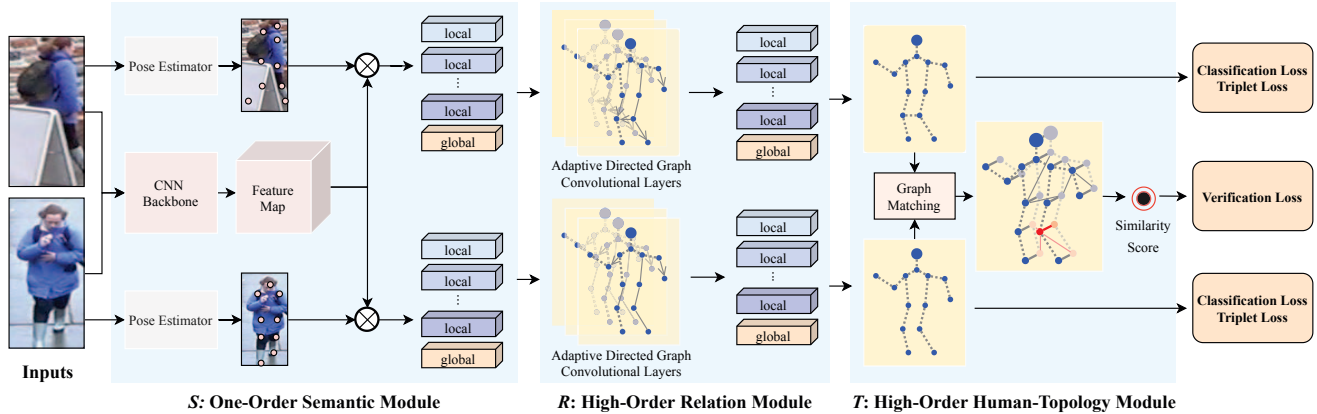 Inputs
Pose Estimator
CNN
Backbone
Feature
Map
Pose Estimator
local
local
local
global
local
local
local
global
S: One-Order Semantic Module
Adaptive Directed Graph
Convolutional Layers
Adaptive Directed Graph
Convolutional Layers
local
local
local
global
local
local
local
global
R: High-Order Relation Module
Graph
Matching
Similarity
Score
T: High-Order Human-Topology Module
Classification Loss
Triplet Loss
Verification Loss
Classification Loss
Triplet Loss